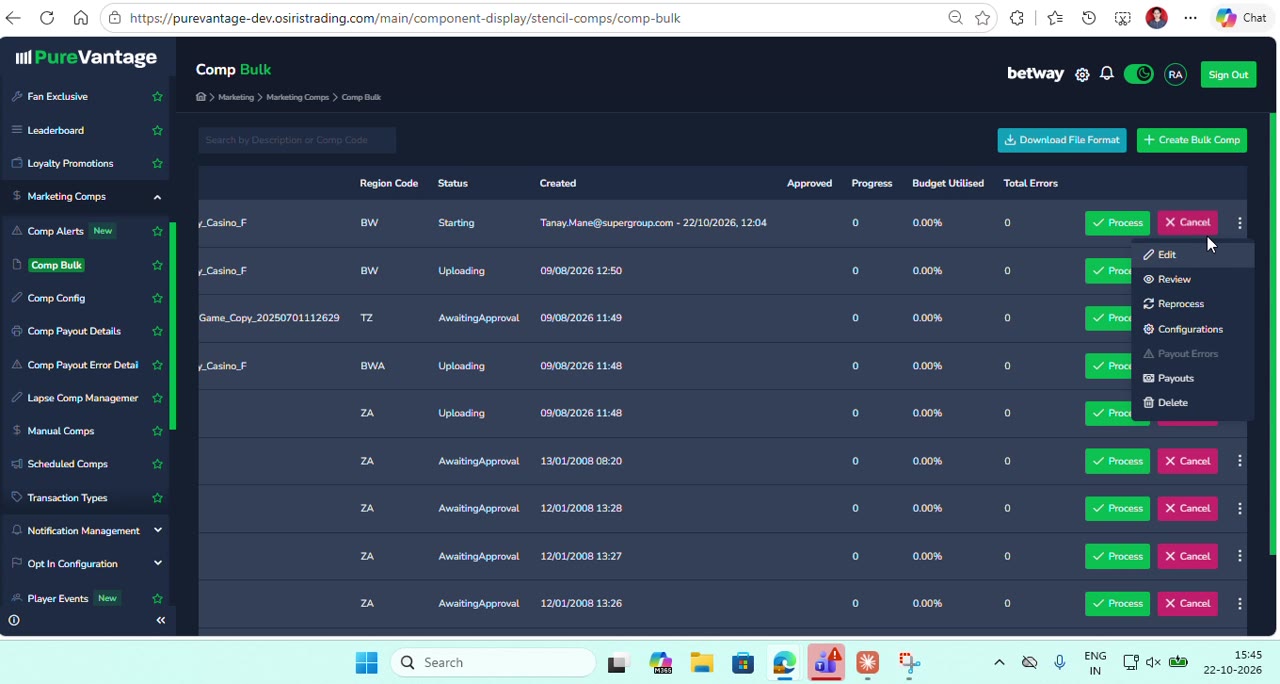 https://purevantage-dev.osiristrading.com/main/component-display/stencil-comps/comp-bulk
Chat
PureVantage
Fan Exclusive
Leaderboard
Loyalty Promotions
Marketing Comps
Comp Alerts New
Comp Bulk
Comp Config
Comp Payout Details
Comp Payout Error Detai
Lapse Comp Managemer
Manual Comps
Scheduled Comps
Transaction Types
Notification Management
Opt In Configuration
Player Events New
Comp Bulk
Marketing > Marketing Comps > Comp Bulk
betway
RA
Sign Out
Search by Description or Comp Code
Download File Format
+ Create Bulk Comp
Region Code Status Created Approved Progress Budget Utilised Total Errors
y_Casino_F BW Starting Tanay.Mane@supergroup.com - 22/10/2026, 12:04 0 0.00% 0 Process Cancel
y_Casino_F BW Uploading 09/08/2026 12:50 0 0.00% 0 Proce
Game_Copy_20250701112629 TZ AwaitingApproval 09/08/2026 11:49 0 0.00% 0 Proce
y_Casino_F BWA Uploading 09/08/2026 11:48 0 0.00% 0 Proce
ZA Uploading 09/08/2026 11:48 0 0.00% 0 Proce
ZA AwaitingApproval 13/01/2008 08:20 0 0.00% 0 Process Cancel
ZA AwaitingApproval 12/01/2008 13:28 0 0.00% 0 Process Cancel
ZA AwaitingApproval 12/01/2008 13:27 0 0.00% 0 Process Cancel
ZA AwaitingApproval 12/01/2008 13:26 0 0.00% 0 Process Cancel
Edit
Review
Reprocess
Configurations
Payout Errors
Payouts
Delete
Search
M365
ENG
IN
15:45
22-10-2026